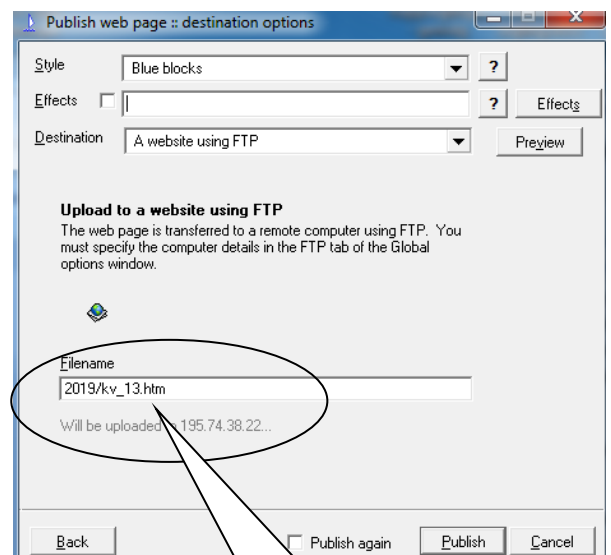 Publish web page :: destination options
Style Blue blocks ?
Effects ? Effects
Destination A website using FTP Preview
Upload to a website using FTP
The web page is transferred to a remote computer using FTP. You
must specify the computer details in the FTP tab of the Global
options window.
Filename
2019/kv_13.htm
Will be uploaded to 195.74.38.22...
Back Publish again Publish Cancel